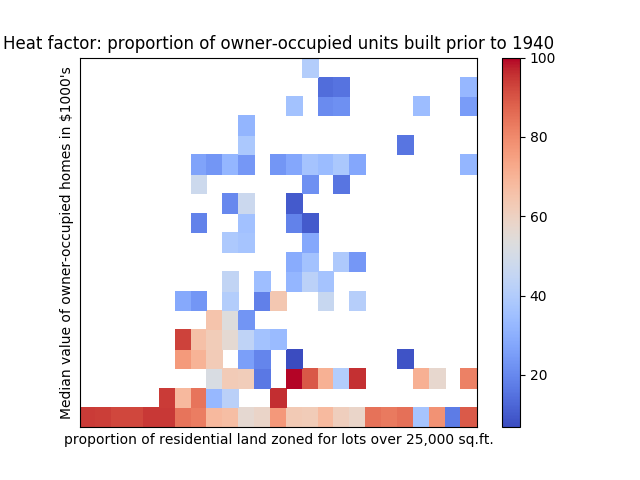 Heat factor: proportion of owner-occupied units built prior to 1940
Median value of owner-occupied homes in $1000's
100
80
60
40
20
proportion of residential land zoned for lots over 25,000 sq.ft.